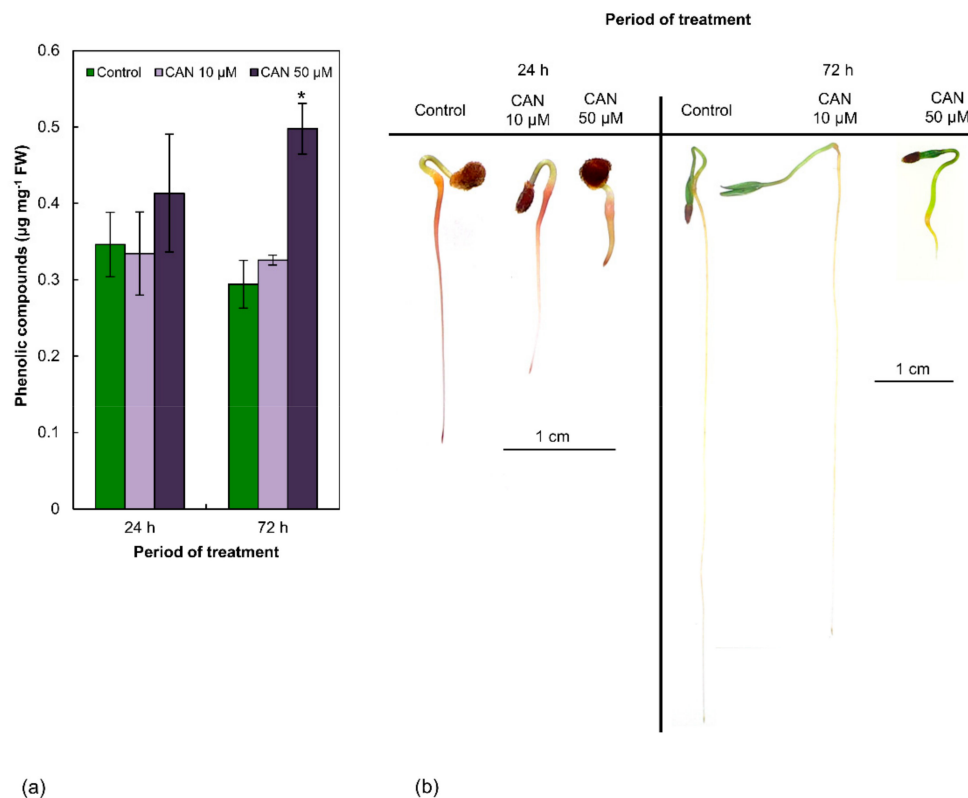 Phenolic compounds (µg mg⁻¹ FW)
0.6
0.5
0.4
0.3
0.2
0.1
0
Control CAN 10 µM CAN 50 µM
*
24 h 72 h
Period of treatment
(a)
Period of treatment
24 h 72 h
Control CAN 10 µM CAN 50 µM Control CAN 10 µM CAN 50 µM
1 cm
1 cm
(b)